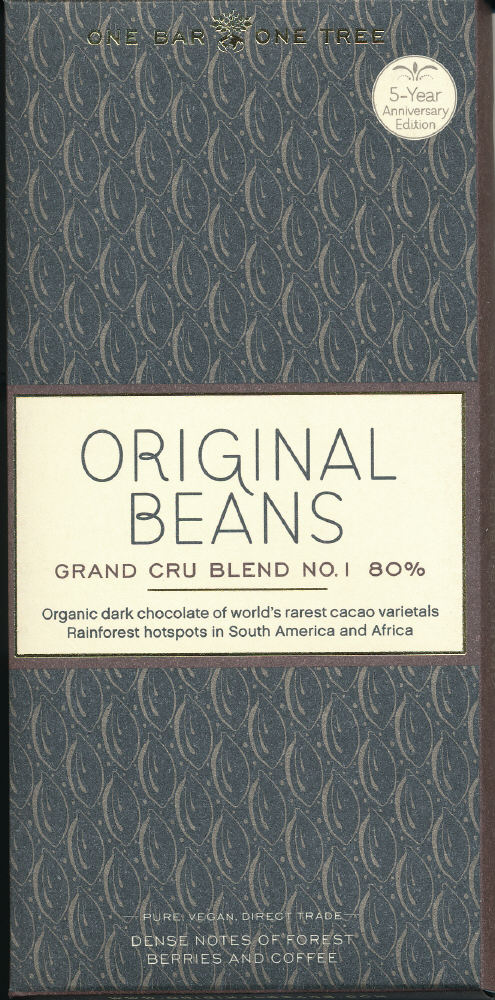 ONE BAR ONE TREE
5-Year
Anniversary
Edition
ORIGINAL
BEANS
GRAND CRU BLEND NO.1 80%
Organic dark chocolate of world's rarest cacao varietals
Rainforest hotspots in South America and Africa
PURE, VEGAN, DIRECT TRADE
DENSE NOTES OF FOREST
BERRIES AND COFFEE